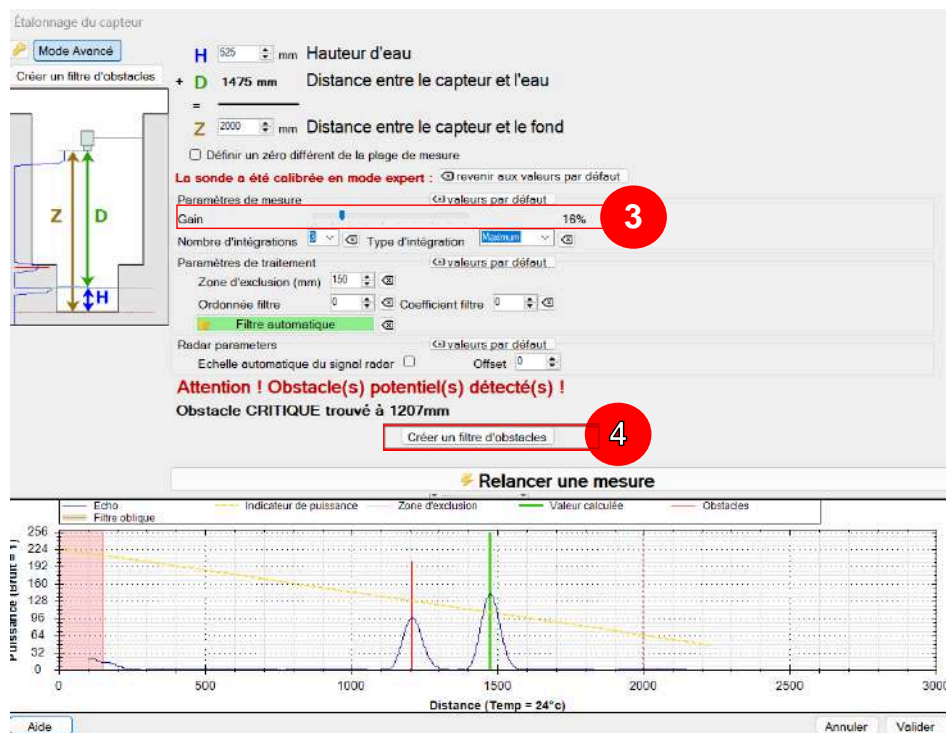 Étalonnage du capteur
Mode Avancé
Créer un filtre d'obstacles
H 525 mm Hauteur d'eau
+ D 1475 mm Distance entre le capteur et l'eau
=
Z 2000 mm Distance entre le capteur et le fond
Définir un zéro différent de la plage de mesure
La sonde a été calibrée en mode expert : revenir aux valeurs par défaut
Paramètres de mesure valeurs par défaut
Gain 16% 3
Nombre d'intégrations Type d'intégration Maximum
Paramètres de traitement valeurs par défaut
Zone d'exclusion (mm) 150
Ordonnée filtre 0 Coefficient filtre 0
Filtre automatique
Radar parameters valeurs par défaut
Echelle automatique du signal radar Offset 0
Z D
H
Attention ! Obstacle(s) potentiel(s) détecté(s) !
Obstacle CRITIQUE trouvé à 1207mm
Créer un filtre d'obstacles 4
Relancer une mesure
Echo Indicateur de puissance Zone d'exclusion Valeur calculée Obstacles
Filtre oblique
Puissance (Bruit = 1)
256
224
192
160
128
96
64
32
0
0 500 1000 1500 2000 2500 3000
Distance (Temp = 24°c)
Aide Annuler Valider